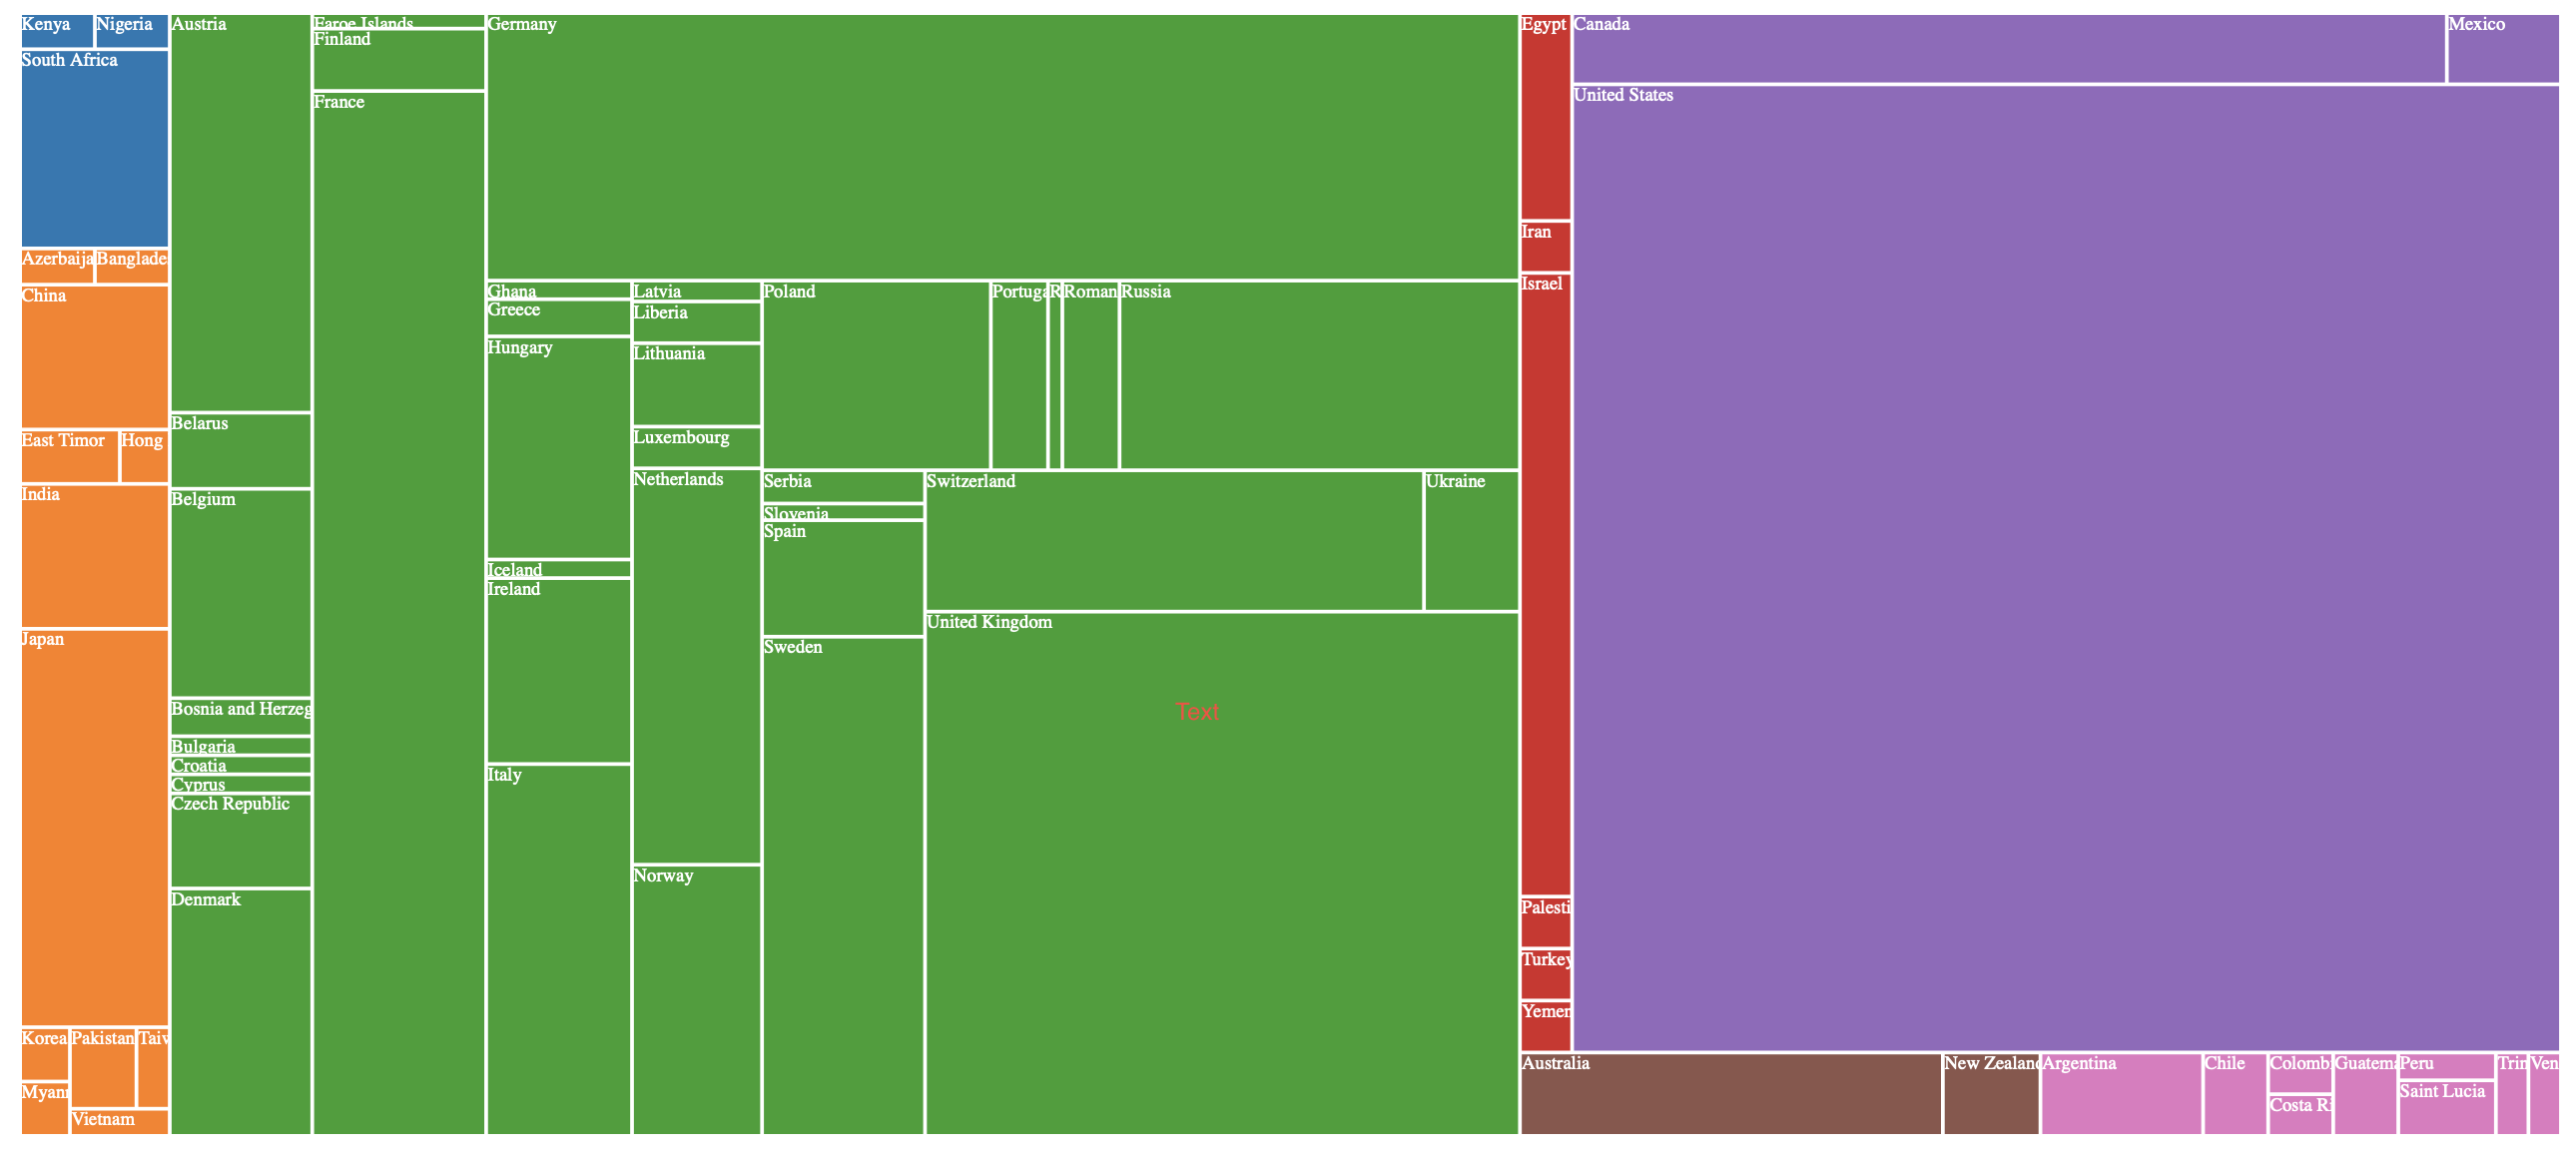 Kenya
Nigeria
South Africa
Azerbaija
Banglade
China
East Timor
Hong
India
Japan
Korea
Pakistan
Taiv
Myan
Vietnam
Austria
Belarus
Belgium
Bosnia and Herzeg
Bulgaria
Croatia
Cyprus
Czech Republic
Denmark
Faroe Islands
Finland
France
Germany
Ghana
Greece
Hungary
Iceland
Ireland
Italy
Latvia
Liberia
Lithuania
Luxembourg
Netherlands
Norway
Poland
Portuga
R
Roman
Russia
Serbia
Slovenia
Spain
Sweden
Switzerland
Ukraine
United Kingdom
Text
Egypt
Iran
Israel
Palesti
Turkey
Yemen
Canada
Mexico
United States
Australia
New Zealand
Argentina
Chile
Colomb
Costa Ri
Guatema
Peru
Saint Lucia
Trin
Ven